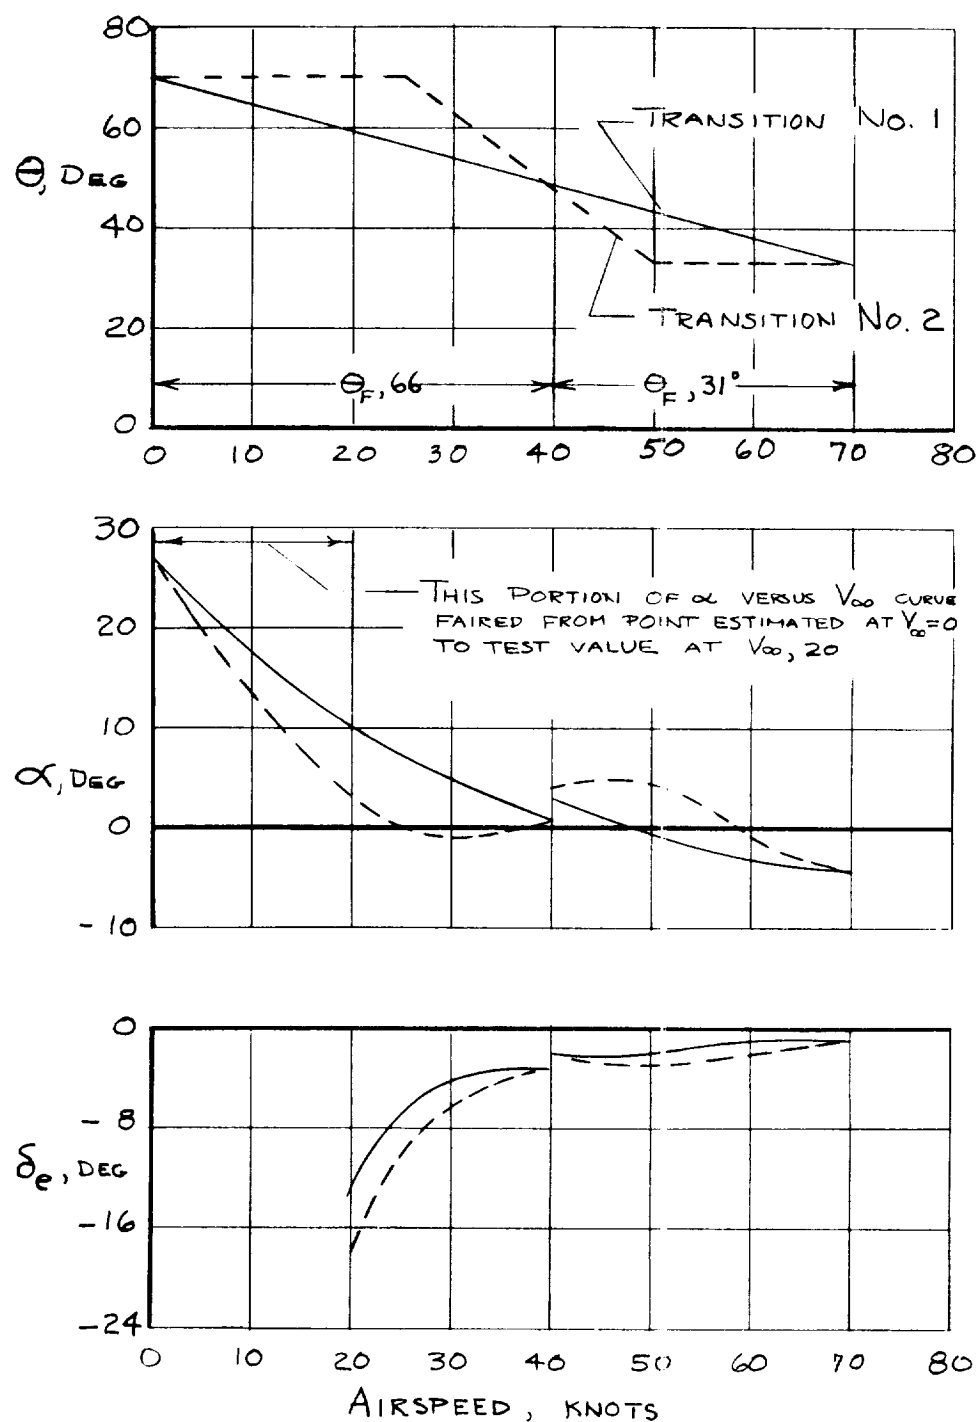 80
60
40
20
0
Θ, DEG
TRANSITION No. 1
TRANSITION No. 2
ΘF, 66
ΘF, 31°
0 10 20 30 40 50 60 70 80
30
20
10
0
-10
α, DEG
THIS PORTION OF α VERSUS V∞ CURVE
FAIRED FROM POINT ESTIMATED AT V∞=0
TO TEST VALUE AT V∞, 20
0
-8
-16
-24
δe, DEG
0 10 20 30 40 50 60 70 80
AIRSPEED, KNOTS